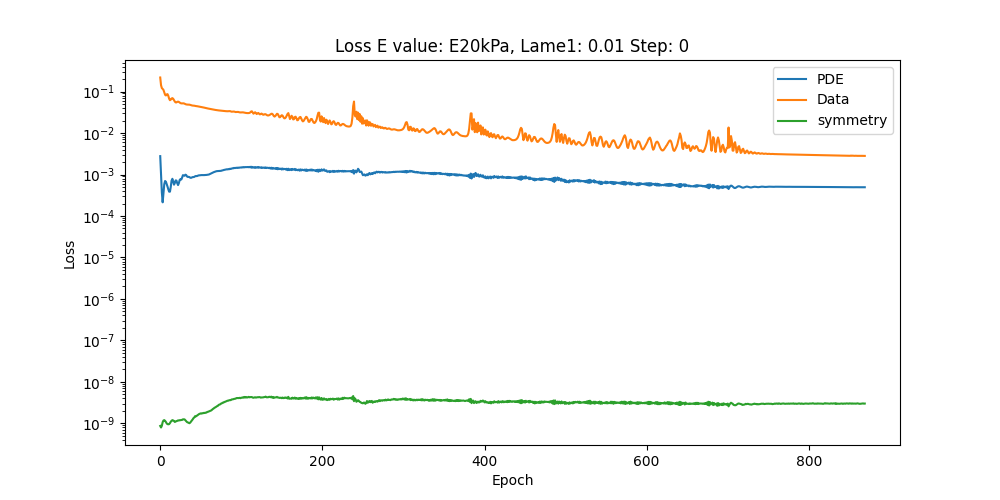 Loss E value: E20kPa, Lame1: 0.01 Step: 0
PDE
Data
symmetry
10⁻¹
10⁻²
10⁻³
10⁻⁴
10⁻⁵
10⁻⁶
10⁻⁷
10⁻⁸
10⁻⁹
Loss
0 200 400 600 800
Epoch